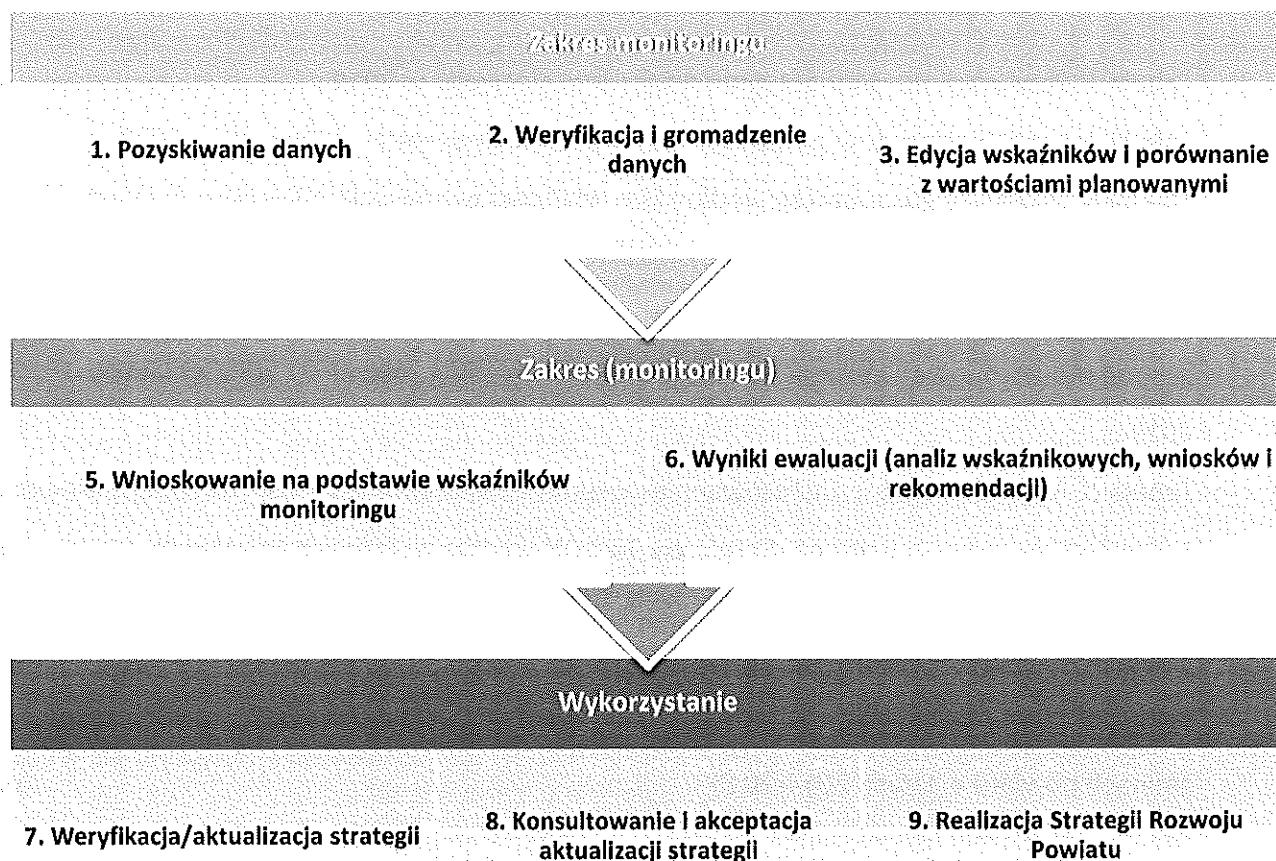 Zakres monitoringu
1. Pozyskiwanie danych
2. Weryfikacja i gromadzenie
danych
3. Edycja wskaźników i porównanie
z wartościami planowanymi
Zakres (monitoringu)
5. Wnioskowanie na podstawie wskaźników
monitoringu
6. Wyniki ewaluacji (analiz wskaźnikowych, wniosków i
rekomendacji)
Wykorzystanie
7. Weryfikacja/aktualizacja strategii
8. Konsultowanie i akceptacja
aktualizacji strategii
9. Realizacja Strategii Rozwoju
Powiatu